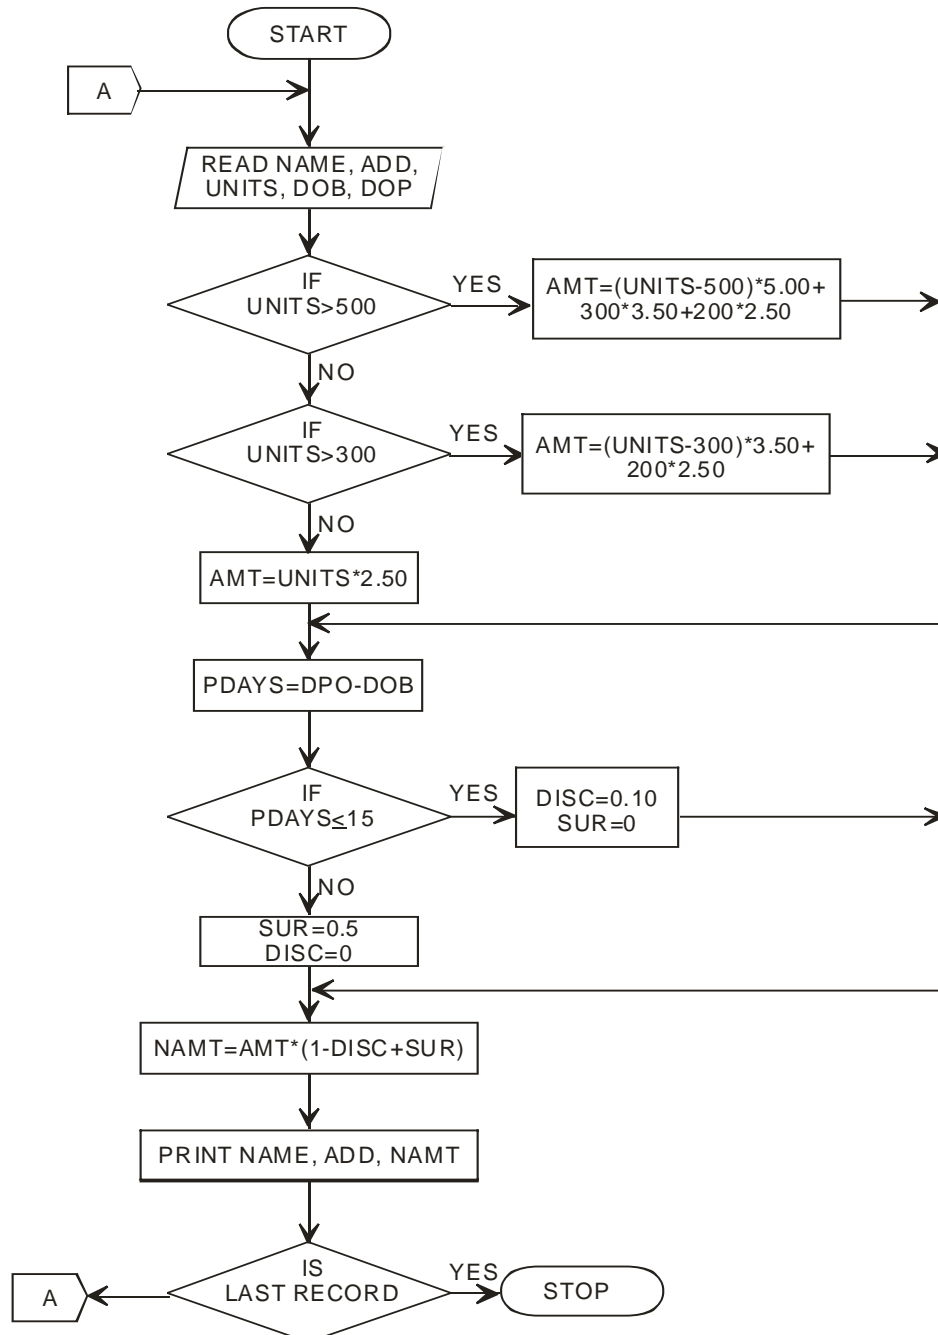 START
A
READ NAME, ADD,
UNITS, DOB, DOP
IF
UNITS>500
YES
AMT=(UNITS-500)*5.00+
300*3.50+200*2.50
NO
IF
UNITS>300
YES
AMT=(UNITS-300)*3.50+
200*2.50
NO
AMT=UNITS*2.50
PDAYS=DPO-DOB
IF
PDAYS≤15
YES
DISC=0.10
SUR=0
NO
SUR=0.5
DISC=0
NAMT=AMT*(1-DISC+SUR)
PRINT NAME, ADD, NAMT
IS
LAST RECORD
YES
STOP
A